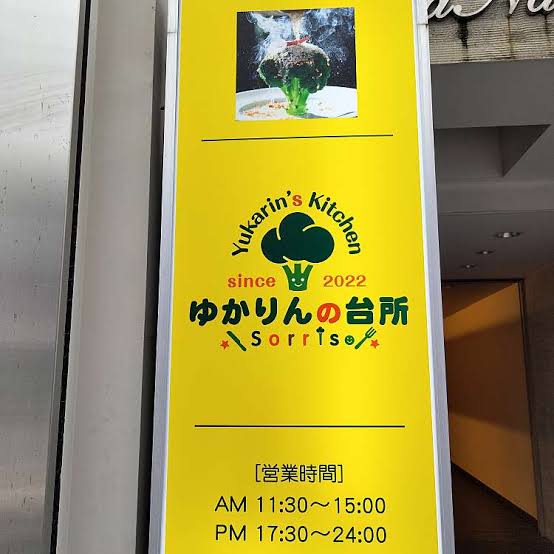 Yukarin's Kitchen
since 2022
ゆかりんの台所
Sorriso
[営業時間]
AM 11:30～15:00
PM 17:30～24:00